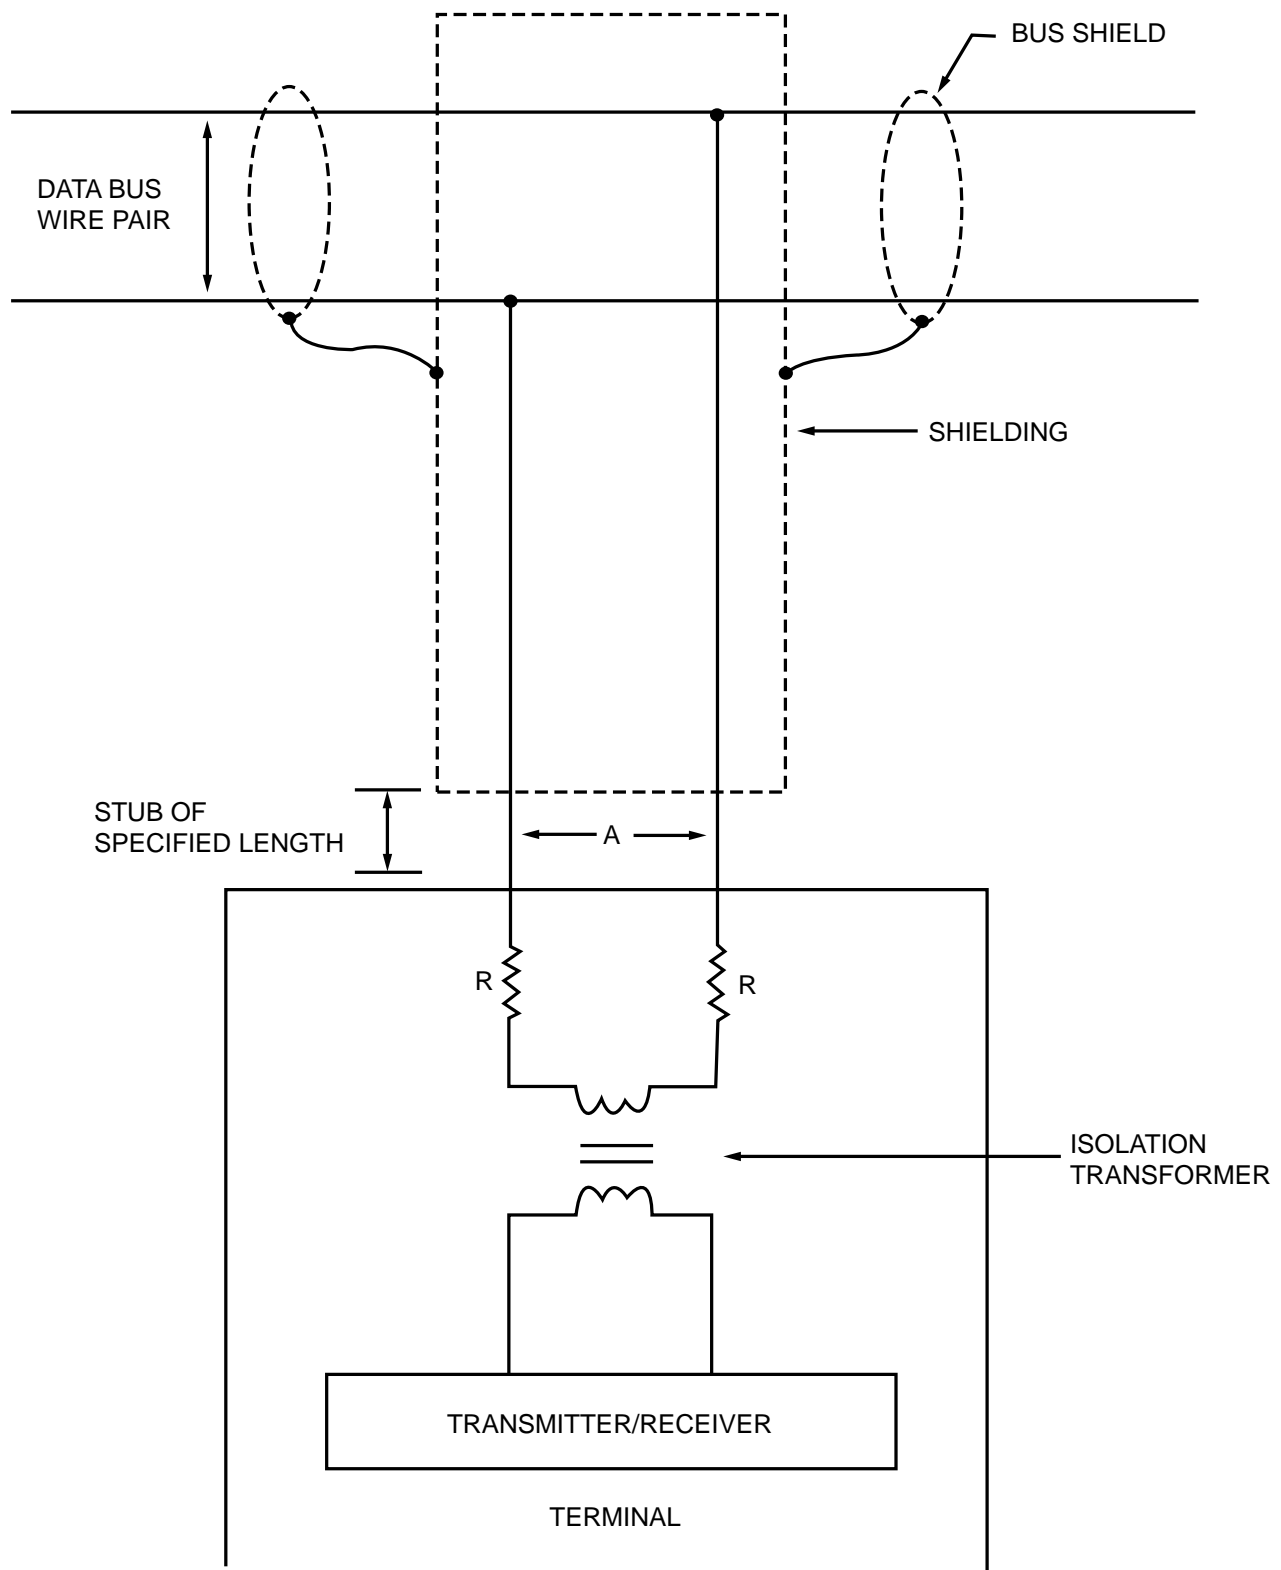 BUS SHIELD
DATA BUS
WIRE PAIR
SHIELDING
STUB OF
SPECIFIED LENGTH
A
R
R
ISOLATION
TRANSFORMER
TRANSMITTER/RECEIVER
TERMINAL